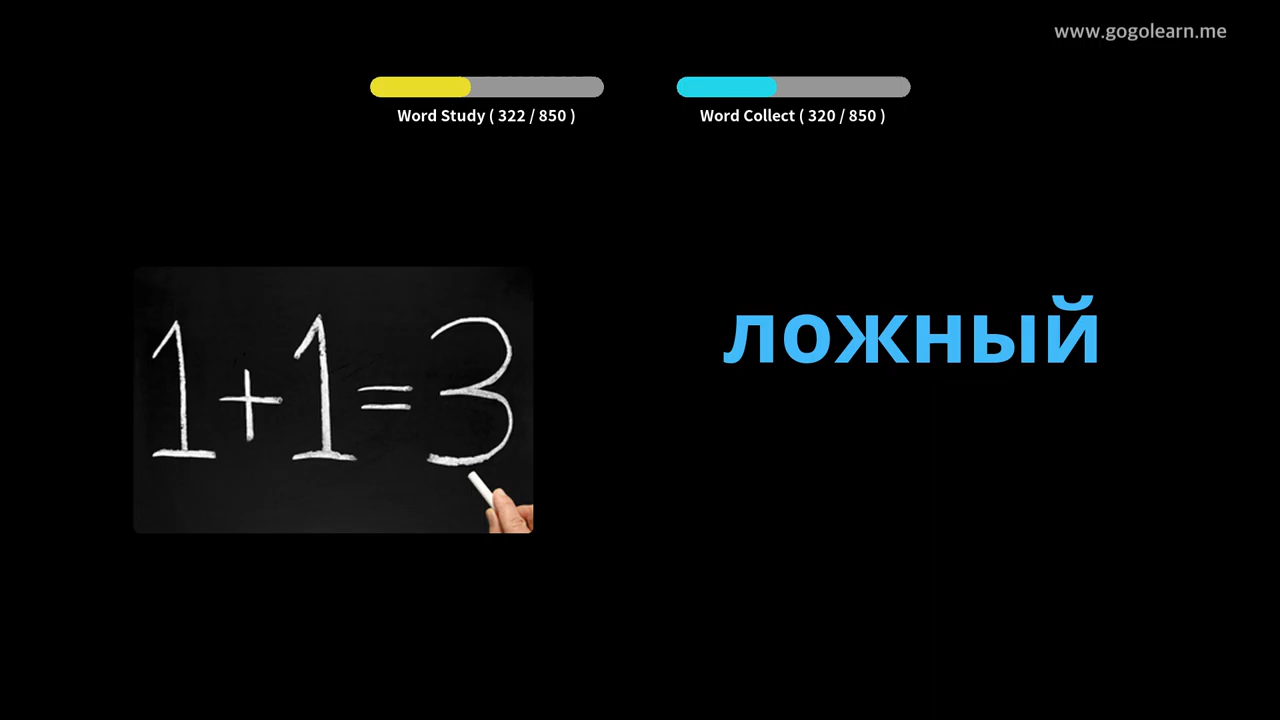 www.gogolearn.me
Word Study ( 322 / 850 )
Word Collect ( 320 / 850 )
1+1=3
ложный